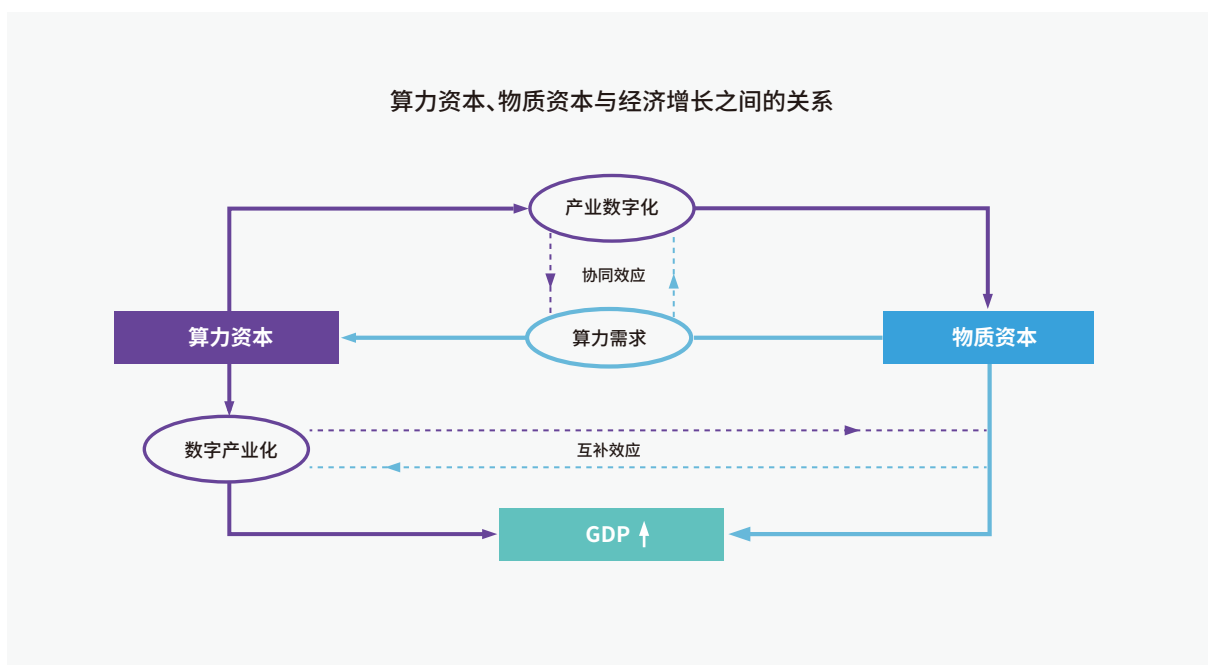 算力资本、物质资本与经济增长之间的关系
产业数字化
协同效应
算力资本
算力需求
物质资本
数字产业化
互补效应
GDP